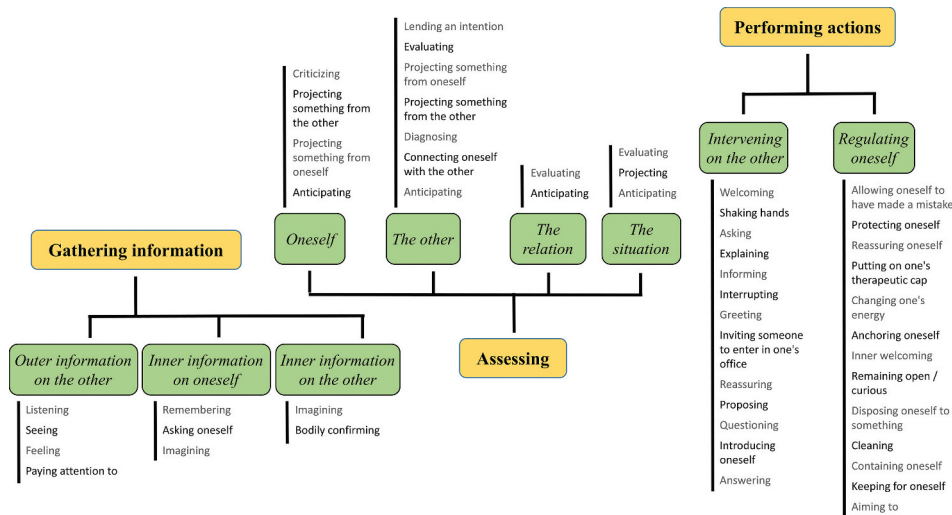 Gathering information
Outer information
on the other
Listening
Seeing
Feeling
Paying attention to
Inner information
on oneself
Remembering
Asking oneself
Imagining
Inner information
on the other
Imagining
Bodily confirming
Criticizing
Projecting
something from
the other
Projecting
something from
oneself
Anticipating
Oneself
Lending an intention
Evaluating
Projecting something
from oneself
Projecting something
from the other
Diagnosing
Connecting oneself
with the other
Anticipating
The other
Evaluating
Anticipating
The
relation
Evaluating
Projecting
Anticipating
The
situation
Assessing
Performing actions
Intervening
on the other
Welcoming
Shaking hands
Asking
Explaining
Informing
Interrupting
Greeting
Inviting someone
to enter in one's
office
Reassuring
Proposing
Questioning
Introducing
oneself
Answering
Regulating
oneself
Allowing oneself to
have made a mistake
Protecting oneself
Reassuring oneself
Putting on one's
therapeutic cap
Changing one's
energy
Anchoring oneself
Inner welcoming
Remaining open /
curious
Disposing oneself to
something
Cleaning
Containing oneself
Keeping for oneself
Aiming to